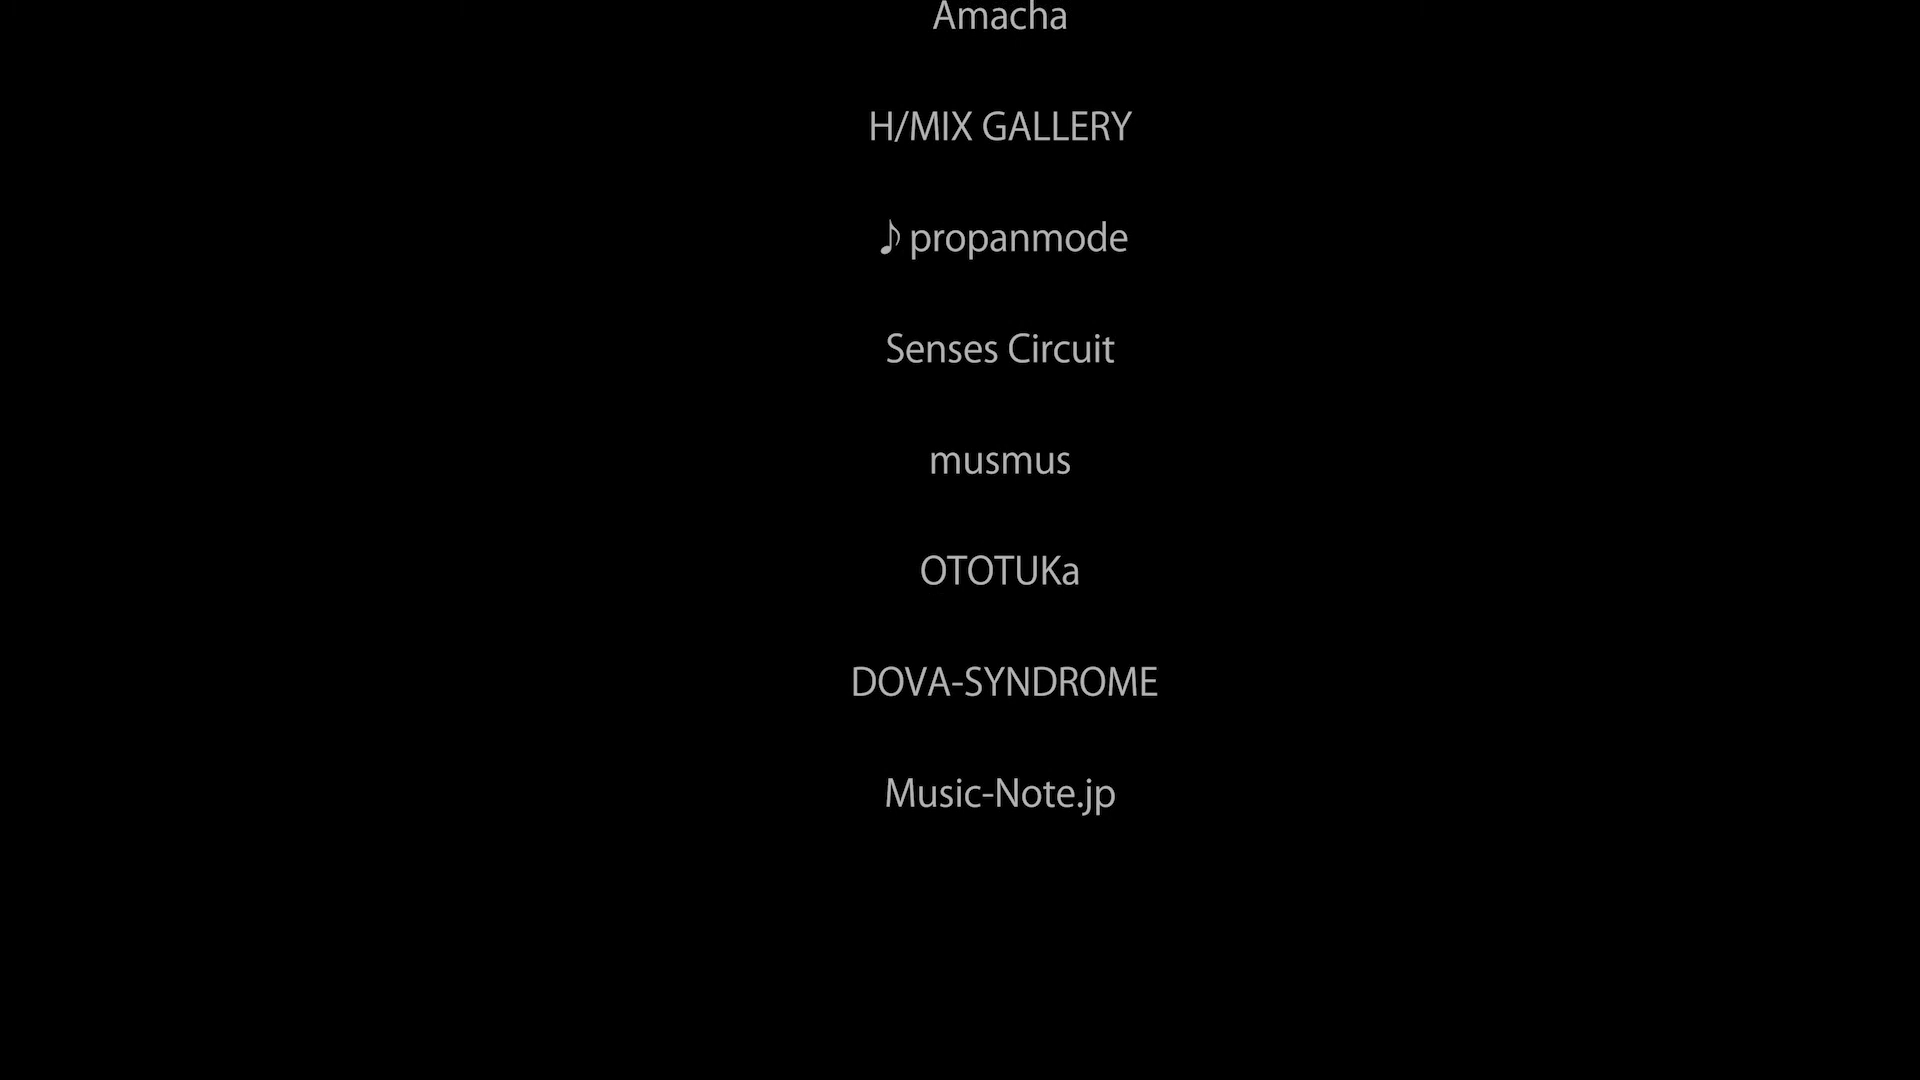 Amacha
H/MIX GALLERY
♪propanmode
Senses Circuit
musmus
OTOTUKa
DOVA-SYNDROME
Music-Note.jp